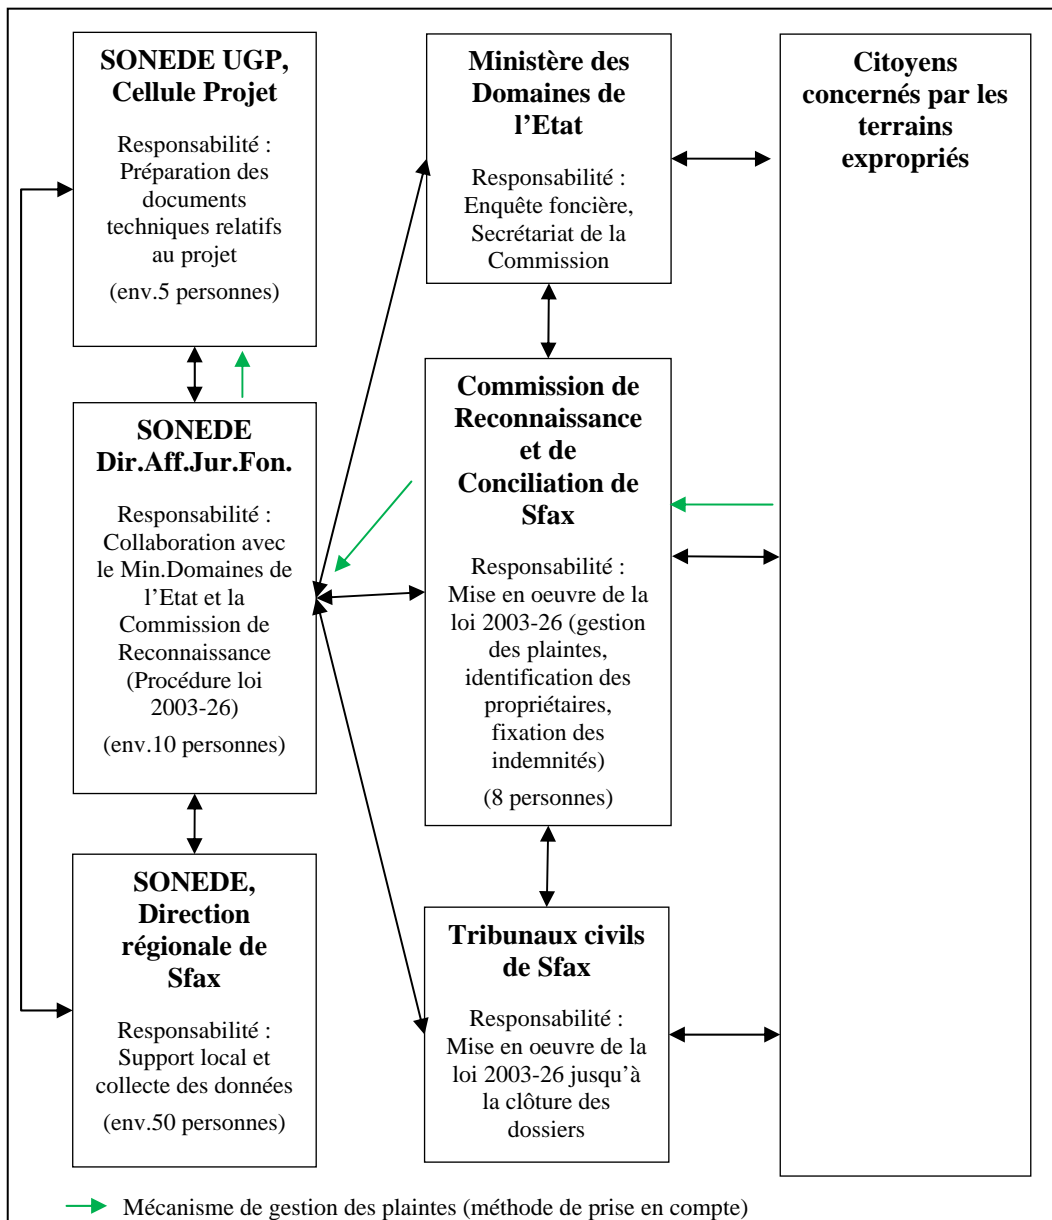 SONEDE UGP,
Cellule Projet
Responsabilité :
Préparation des
documents
techniques relatifs
au projet
(env.5 personnes)
SONEDE
Dir.Aff.Jur.Fon.
Responsabilité :
Collaboration avec
le Min.Domaines de
l’Etat et la
Commission de
Reconnaissance
(Procédure loi
2003-26)
(env.10 personnes)
SONEDE,
Direction
régionale de
Sfax
Responsabilité :
Support local et
collecte des données
(env.50 personnes)
Ministère des
Domaines de
l’Etat
Responsabilité :
Enquête foncière,
Secrétariat de la
Commission
Commission de
Reconnaissance
et de
Conciliation de
Sfax
Responsabilité :
Mise en oeuvre de la
loi 2003-26 (gestion
des plaintes,
identification des
propriétaires,
fixation des
indemnités)
(8 personnes)
Tribunaux civils
de Sfax
Responsabilité :
Mise en oeuvre de la
loi 2003-26 jusqu’à
la clôture des
dossiers
Citoyens
concernés par les
terrains
expropriés
Mécanisme de gestion des plaintes (méthode de prise en compte)